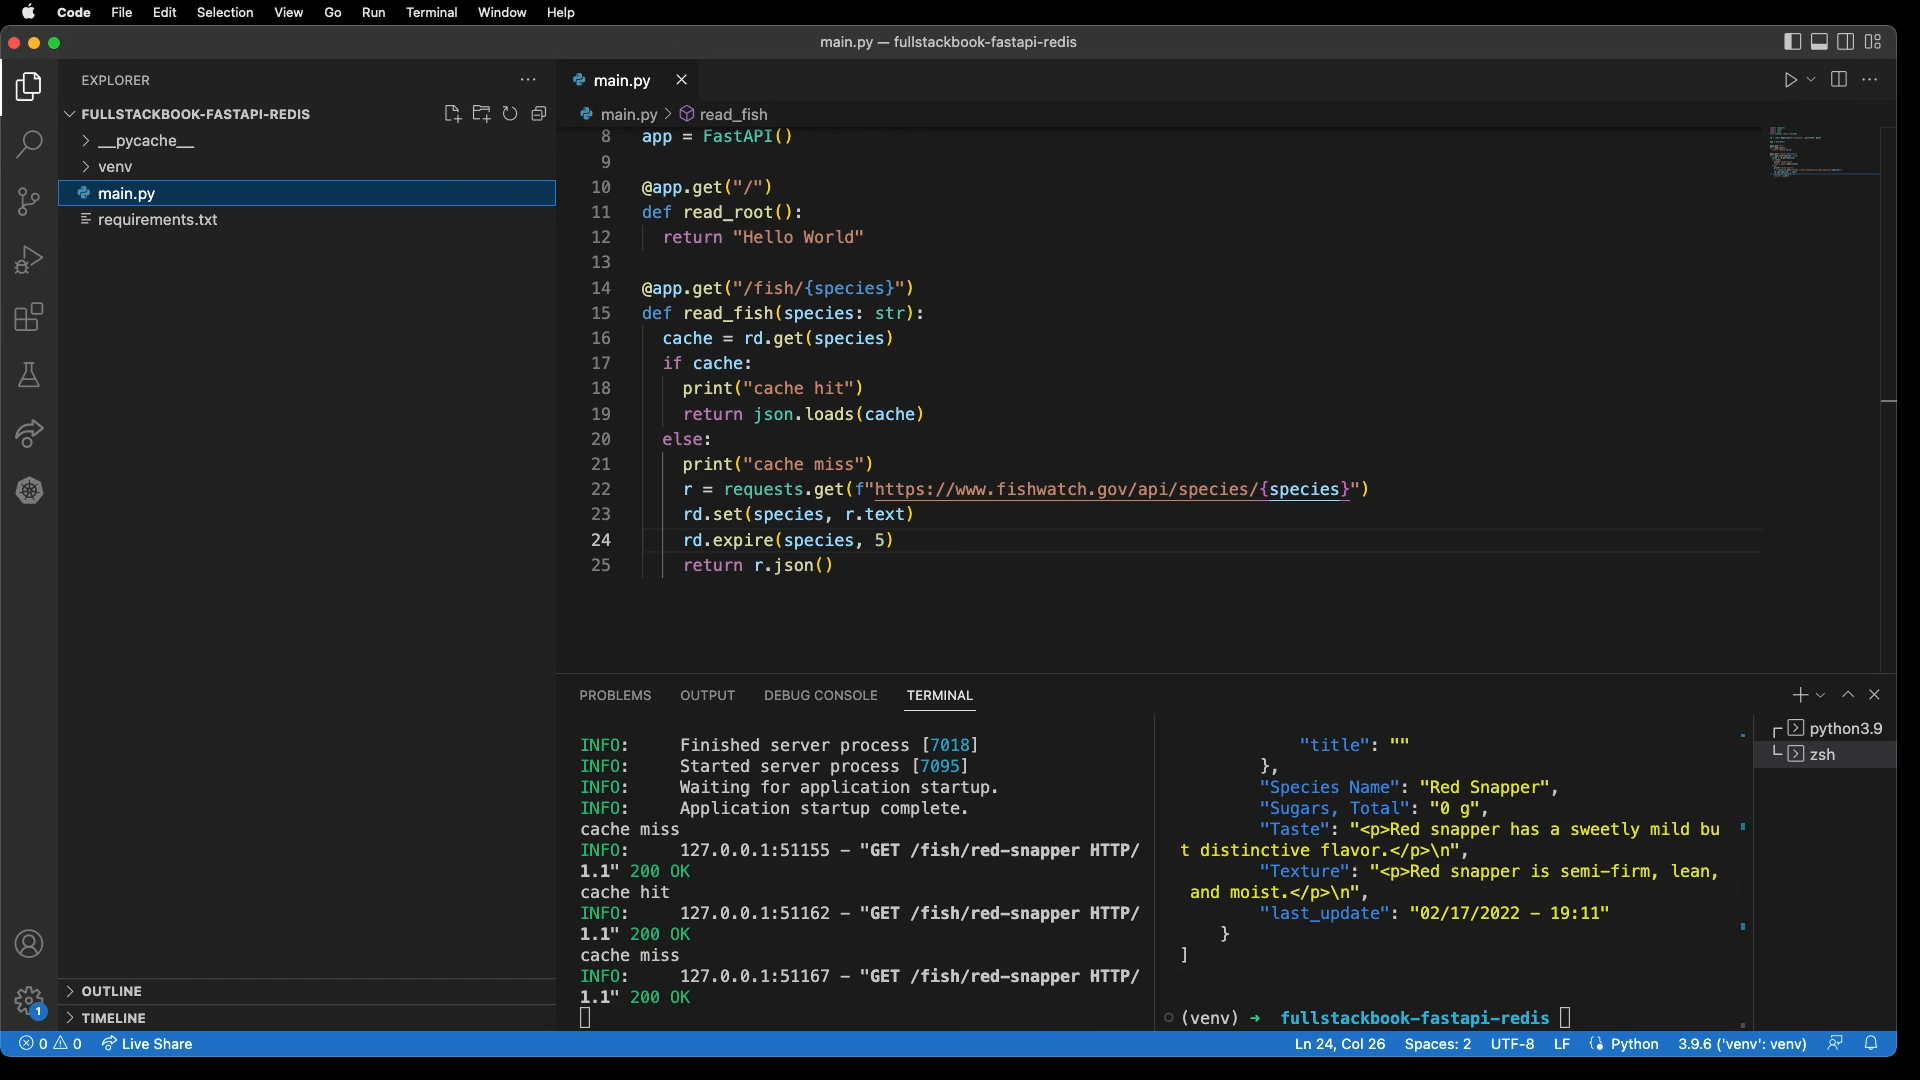 Code File Edit Selection View Go Run Terminal Window Help
main.py — fullstackbook-fastapi-redis
EXPLORER
FULLSTACKBOOK-FASTAPI-REDIS
__pycache__
venv
main.py
requirements.txt
OUTLINE
TIMELINE
main.py
main.py > read_fish
8 app = FastAPI()
9
10 @app.get("/")
11 def read_root():
12   return "Hello World"
13
14 @app.get("/fish/{species}")
15 def read_fish(species: str):
16   cache = rd.get(species)
17   if cache:
18     print("cache hit")
19     return json.loads(cache)
20   else:
21     print("cache miss")
22     r = requests.get(f"https://www.fishwatch.gov/api/species/{species}")
23     rd.set(species, r.text)
24     rd.expire(species, 5)
25     return r.json()
PROBLEMS OUTPUT DEBUG CONSOLE TERMINAL
INFO:     Finished server process [7018]
INFO:     Started server process [7095]
INFO:     Waiting for application startup.
INFO:     Application startup complete.
cache miss
INFO:     127.0.0.1:51155 - "GET /fish/red-snapper HTTP/
1.1" 200 OK
cache hit
INFO:     127.0.0.1:51162 - "GET /fish/red-snapper HTTP/
1.1" 200 OK
cache miss
INFO:     127.0.0.1:51167 - "GET /fish/red-snapper HTTP/
1.1" 200 OK
"title": ""
},
"Species Name": "Red Snapper",
"Sugars, Total": "0 g",
"Taste": "<p>Red snapper has a sweetly mild bu
t distinctive flavor.</p>\n",
"Texture": "<p>Red snapper is semi-firm, lean,
and moist.</p>\n",
"last_update": "02/17/2022 - 19:11"
}
]
(venv) → fullstackbook-fastapi-redis
python3.9
zsh
1
0 0 Live Share
Ln 24, Col 26 Spaces: 2 UTF-8 LF Python 3.9.6 ('venv': venv)